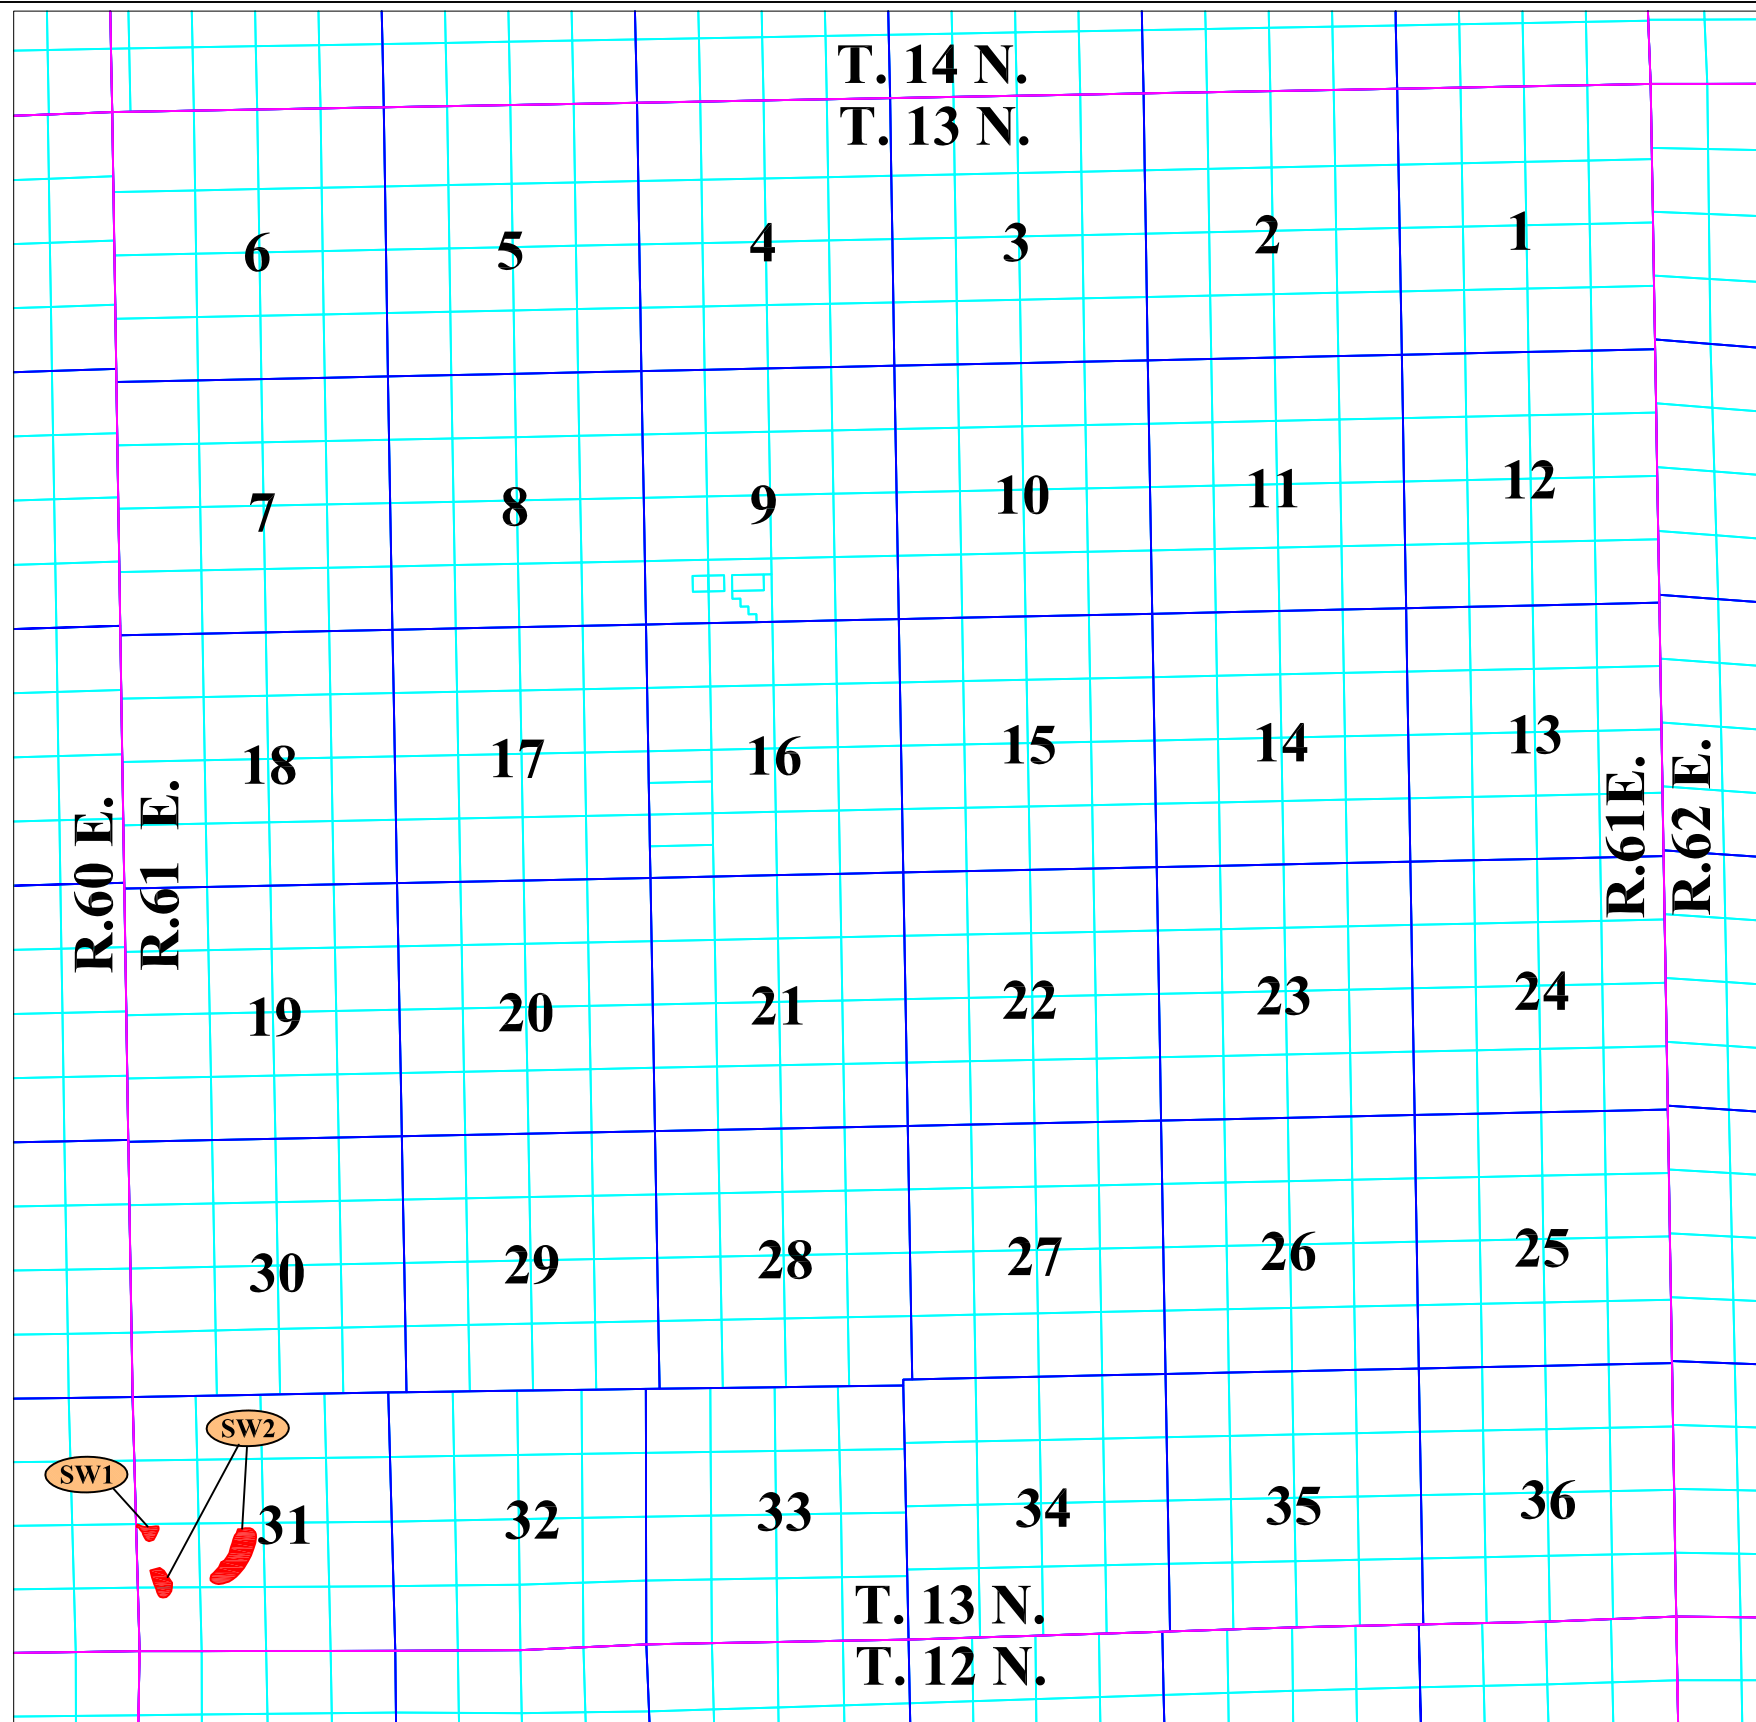 T. 14 N.
T. 13 N.
6 5 4 3 2 1
7 8 9 10 11 12
18 17 16 15 14 13
R.60 E.
R.61 E.
R.61E.
R.62 E.
19 20 21 22 23 24
30 29 28 27 26 25
SW2
SW1
31 32 33 34 35 36
T. 13 N.
T. 12 N.